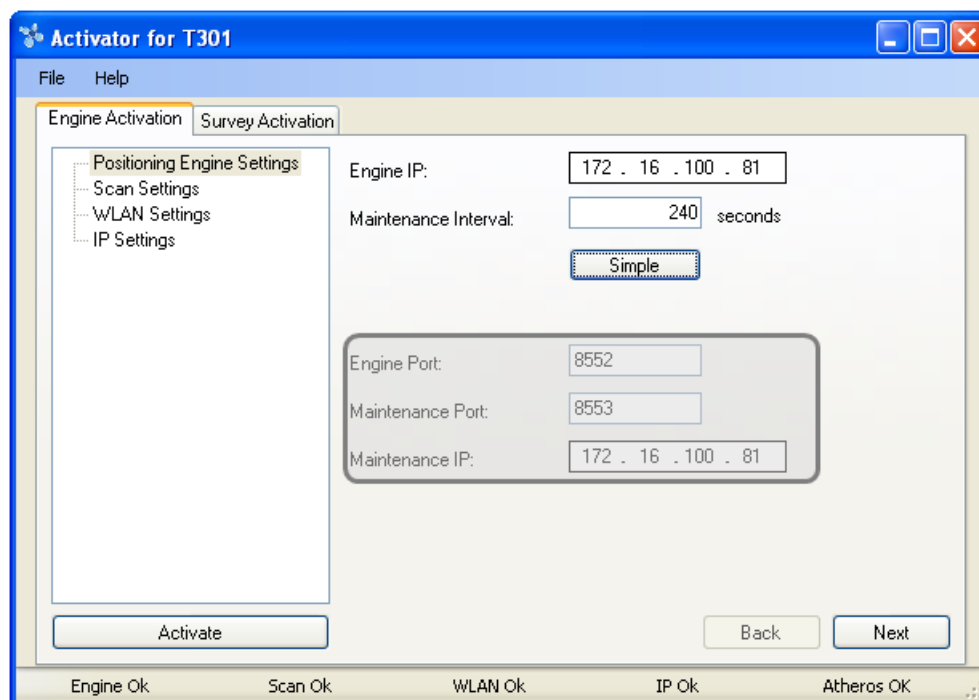 Activator for T301
File Help
Engine Activation Survey Activation
Positioning Engine Settings
Scan Settings
WLAN Settings
IP Settings
Engine IP: 172 . 16 . 100 . 81
Maintenance Interval: 240 seconds
Simple
Engine Port: 8552
Maintenance Port: 8553
Maintenance IP: 172 . 16 . 100 . 81
Activate Back Next
Engine Ok Scan Ok WLAN Ok IP Ok Atheros OK